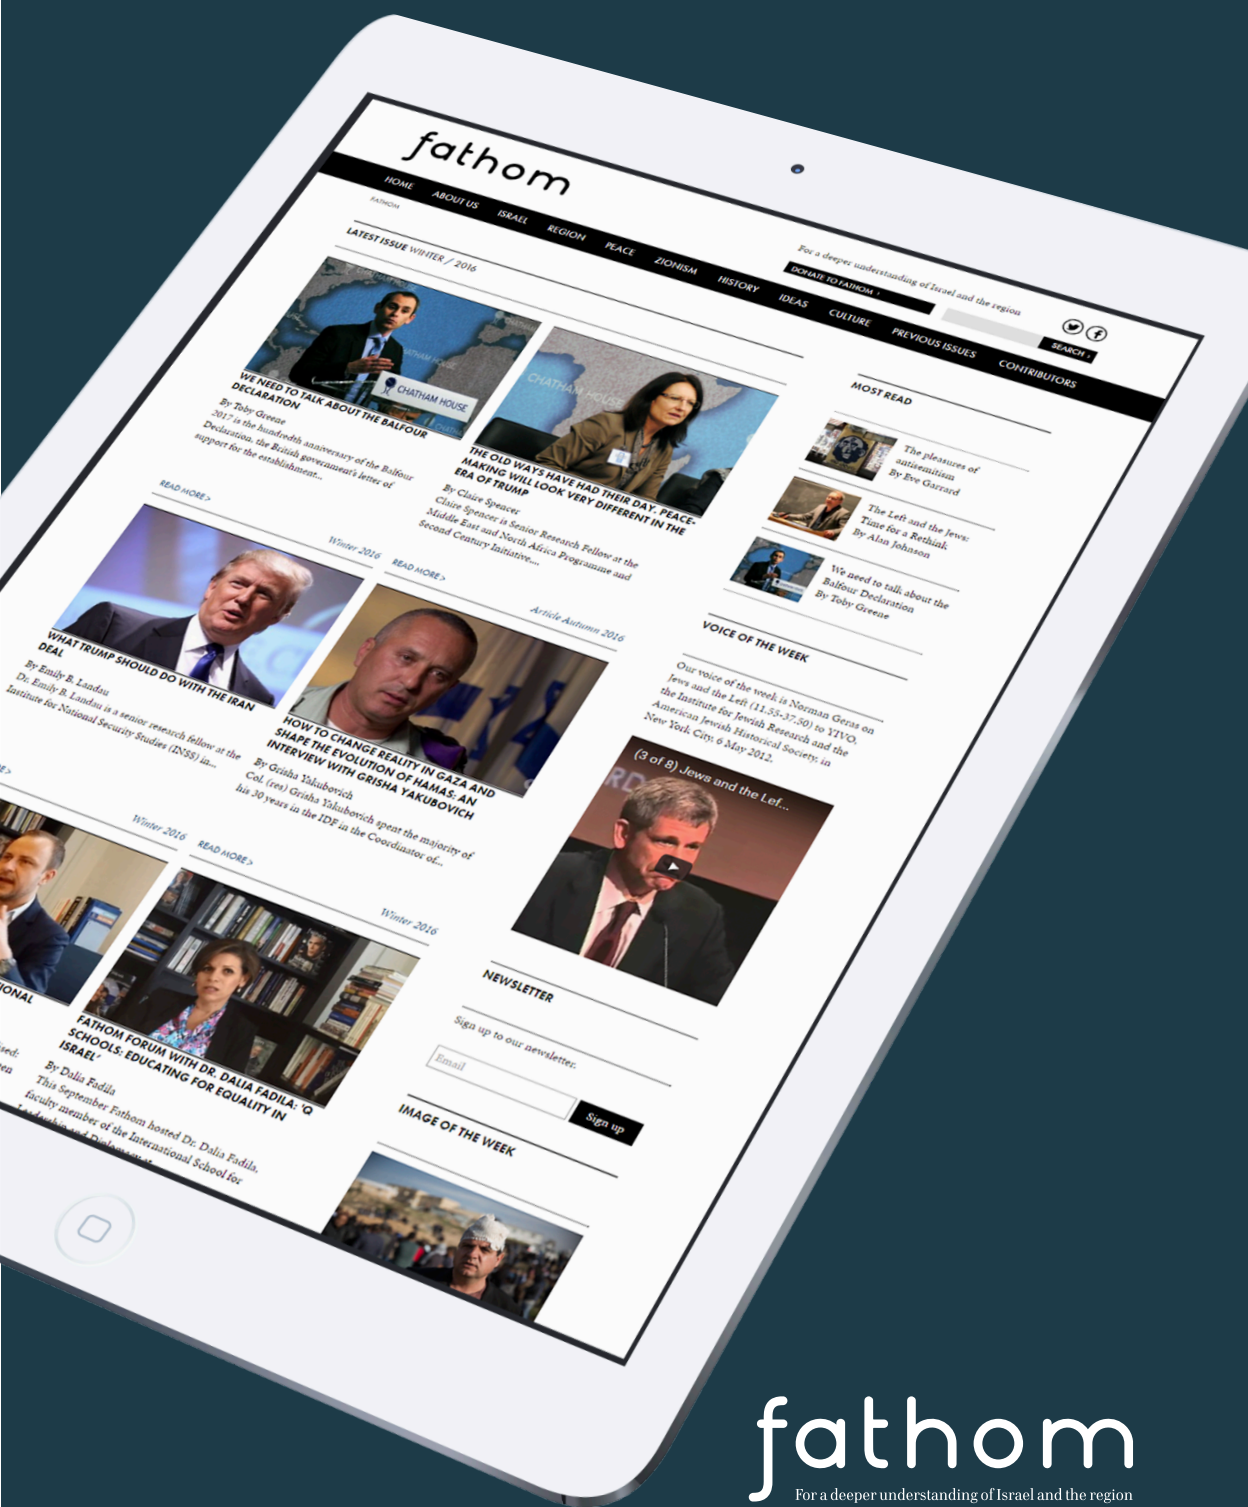 fathom
For a deeper understanding of Israel and the region
DONATE TO FATHOM ›
SEARCH ›
HOME ABOUT US ISRAEL REGION PEACE ZIONISM HISTORY IDEAS CULTURE PREVIOUS ISSUES CONTRIBUTORS
FATHOM
LATEST ISSUE WINTER / 2016
CHATHAM HOUSE
CHATHAM HOUSE
CHATHAM HOUSE
WE NEED TO TALK ABOUT THE BALFOUR
DECLARATION
By Toby Greene
2017 is the hundredth anniversary of the Balfour
Declaration, the British government's letter of
support for the establishment...
READ MORE >
Winter 2016
CHATHAM HOUSE
THE OLD WAYS HAVE HAD THEIR DAY. PEACE-
MAKING WILL LOOK VERY DIFFERENT IN THE
ERA OF TRUMP
By Claire Spencer
Claire Spencer is Senior Research Fellow at the
Middle East and North Africa Programme and
Second Century Initiative....
READ MORE >
Article Autumn 2016
WHAT TRUMP SHOULD DO WITH THE IRAN
DEAL
By Emily B. Landau
Dr. Emily B. Landau is a senior research fellow at the
Institute for National Security Studies (INSS) in...
Winter 2016
HOW TO CHANGE REALITY IN GAZA AND
SHAPE THE EVOLUTION OF HAMAS: AN
INTERVIEW WITH GRISHA YAKUBOVICH
By Grisha Yakubovich
Col. (res) Grisha Yakubovich spent the majority of
his 30 years in the IDF in the Coordinator of...
READ MORE >
Winter 2016
FATHOM FORUM WITH DR. DALIA FADILA: 'Q
SCHOOLS: EDUCATING FOR EQUALITY IN
ISRAEL'
By Dalia Fadila
This September Fathom hosted Dr. Dalia Fadila,
faculty member of the International School for
Leadership and Diplomacy at
MOST READ
The pleasures of
antisemitism
By Eve Garrard
The Left and the Jews:
Time for a Rethink
By Alan Johnson
We need to talk about the
Balfour Declaration
By Toby Greene
VOICE OF THE WEEK
Our voice of the week is Norman Geras on
Jews and the Left (11.55-37.50) to YIVO,
the Institute for Jewish Research and the
American Jewish Historical Society, in
New York City, 6 May 2012.
(3 of 8) Jews and the Lef...
NEWSLETTER
Sign up to our newsletter.
Email
Sign up
IMAGE OF THE WEEK
fathom
For a deeper understanding of Israel and the region